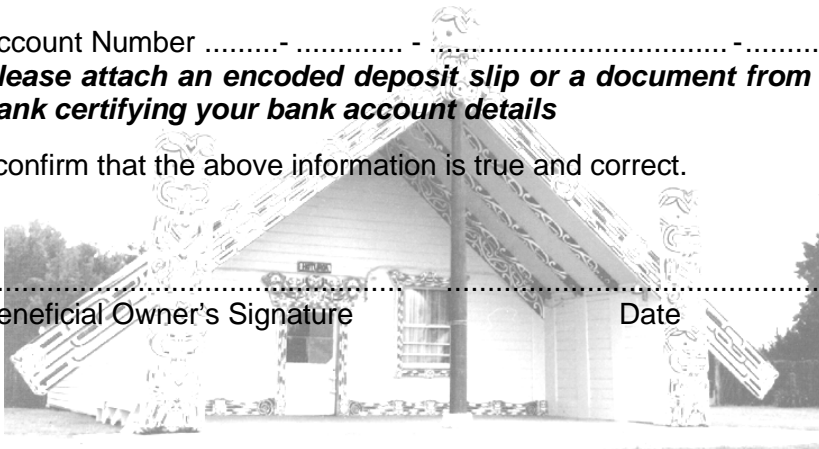 ccount Number .........- ............. - .................................... -.........
lease attach an encoded deposit slip or a document from
ank certifying your bank account details
confirm that the above information is true and correct.
eneficial Owner's Signature Date